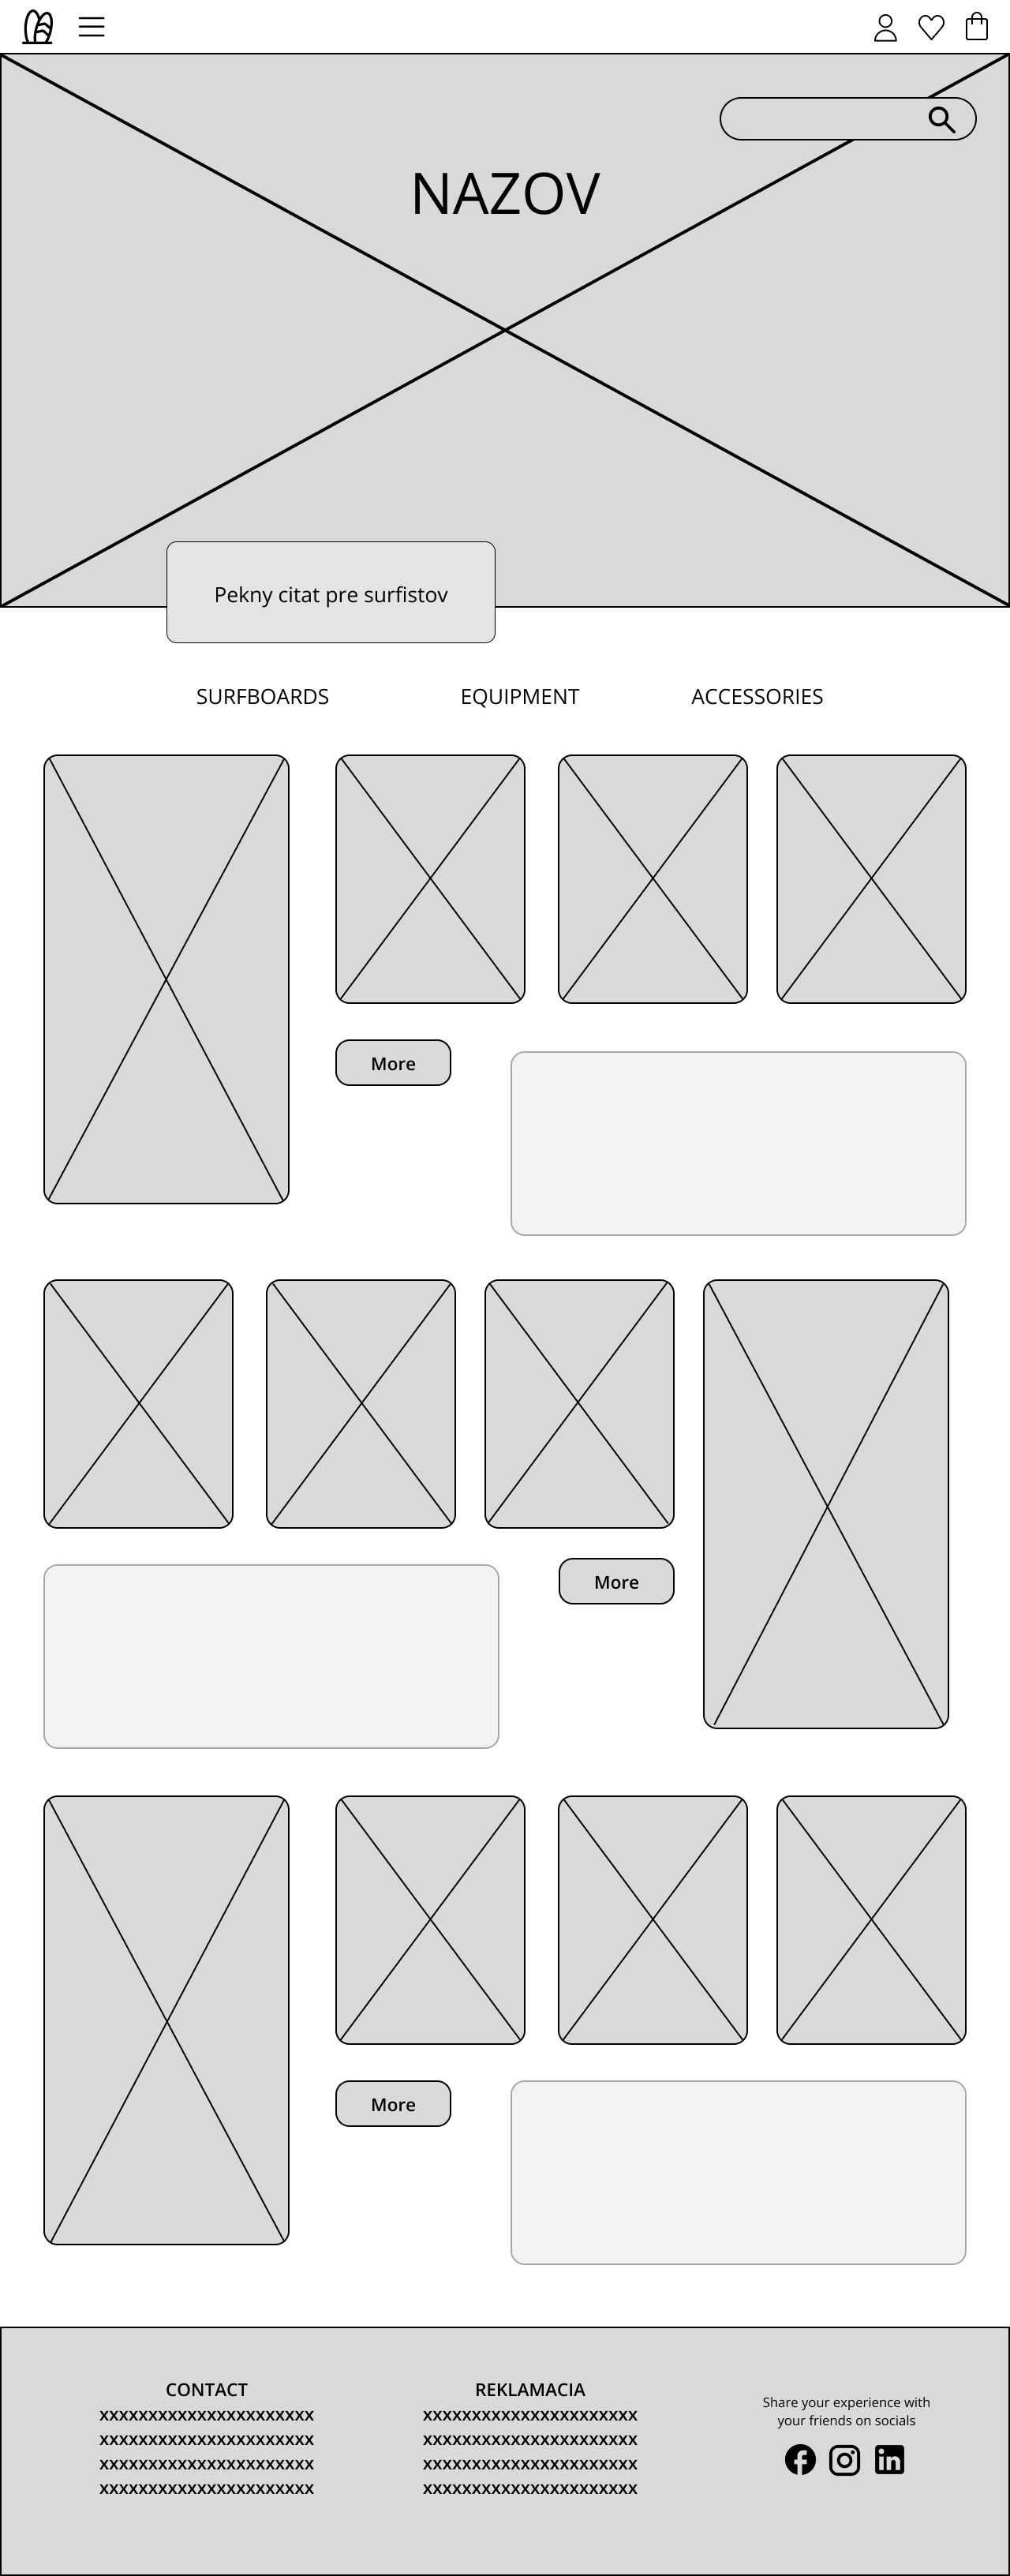 NAZOV
Pekny citat pre surfistov
SURFBOARDS EQUIPMENT ACCESSORIES
More
More
More
CONTACT
xxxxxxxxxxxxxxxxxxxxxx
xxxxxxxxxxxxxxxxxxxxxx
xxxxxxxxxxxxxxxxxxxxxx
xxxxxxxxxxxxxxxxxxxxxx
REKLAMACIA
xxxxxxxxxxxxxxxxxxxxxx
xxxxxxxxxxxxxxxxxxxxxx
xxxxxxxxxxxxxxxxxxxxxx
xxxxxxxxxxxxxxxxxxxxxx
Share your experience with
your friends on socials